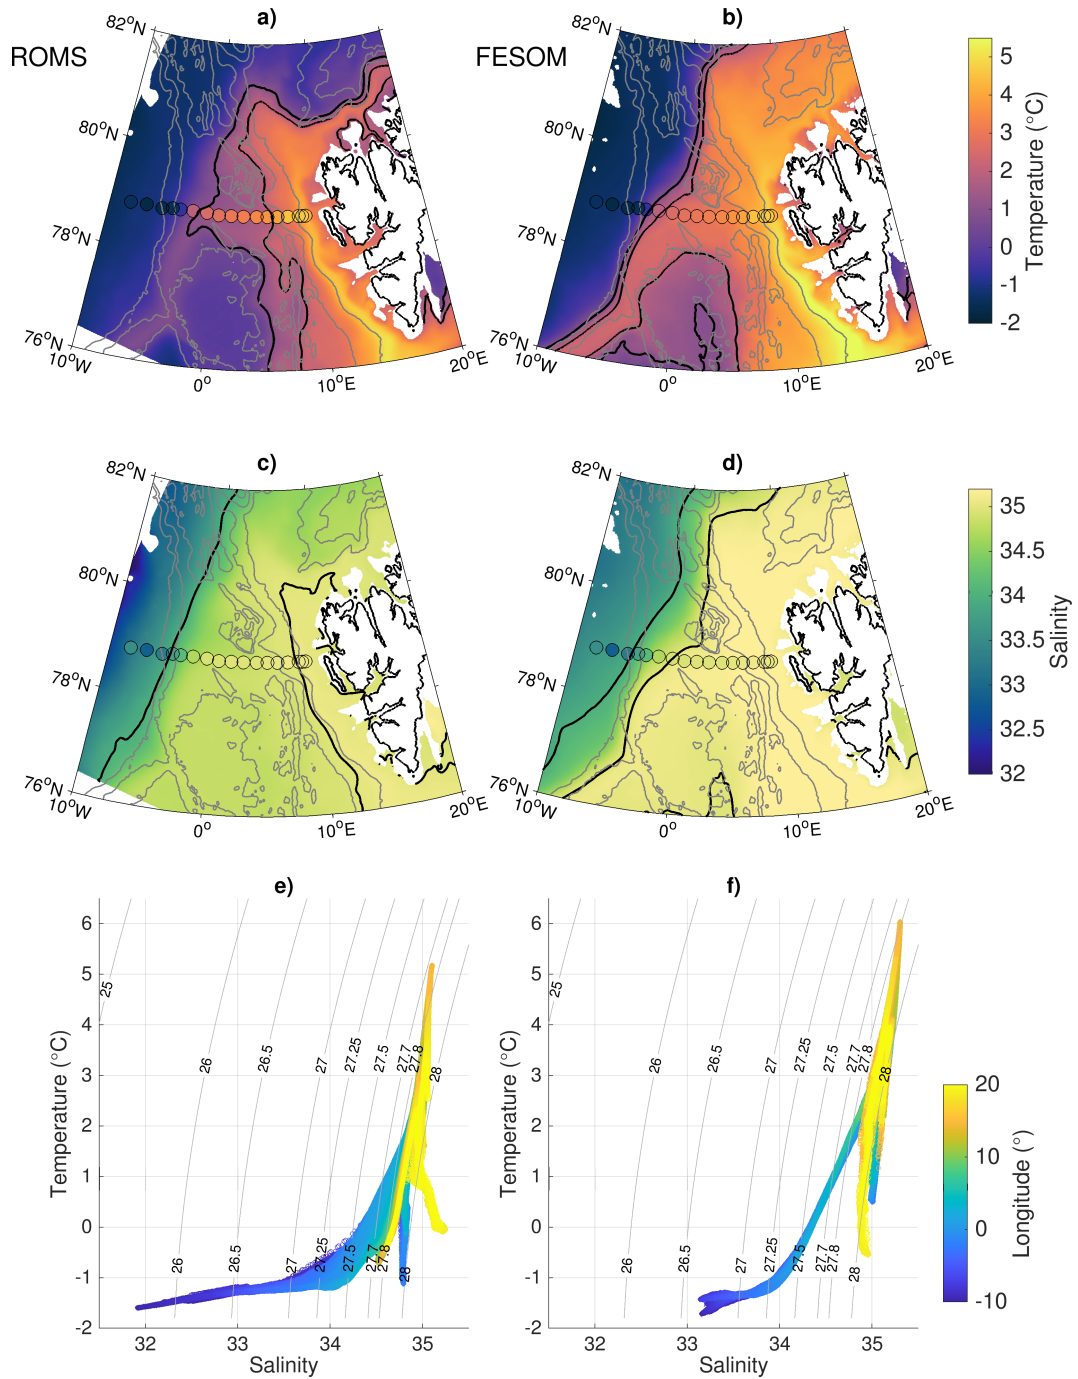 a)
b)
ROMS
FESOM
82°N
80°N
78°N
76°N
10°W
0°
10°E
20°E
82°N
80°N
78°N
76°N
10°W
0°
10°E
20°E
5
4
3
2
1
0
-1
-2
Temperature (°C)
c)
d)
82°N
80°N
78°N
76°N
10°W
0°
10°E
20°E
82°N
80°N
78°N
76°N
10°W
0°
10°E
20°E
35
34.5
34
33.5
33
32.5
32
Salinity
e)
f)
6
5
4
3
2
1
0
-1
-2
Temperature (°C)
25
26
26.5
27
27.25
27.5
27.7
27.8
28
26
26.5
27
27.25
27.5
27.7
27.8
28
32
33
34
35
Salinity
6
5
4
3
2
1
0
-1
-2
Temperature (°C)
25
26
26.5
27
27.25
27.5
27.7
27.8
28
26
26.5
27
27.25
27.5
27.7
27.8
28
32
33
34
35
Salinity
20
10
0
-10
Longitude (°)